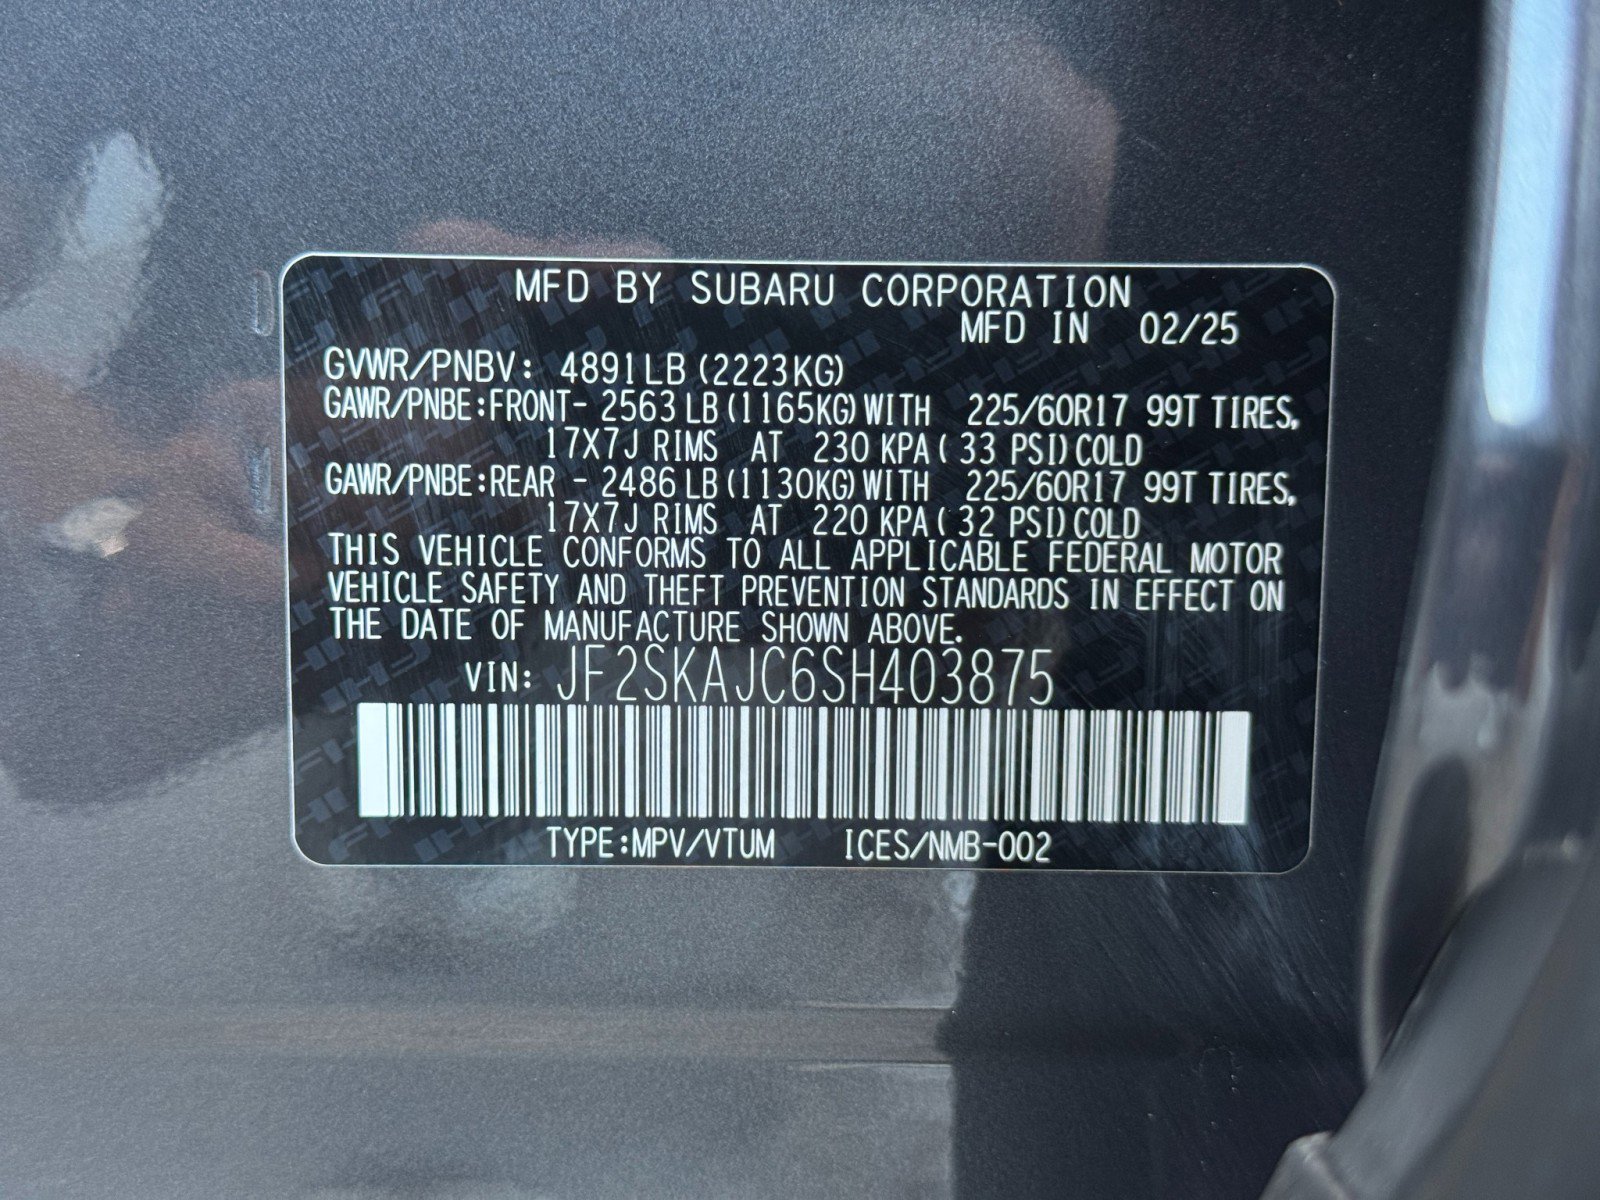 MFD BY SUBARU CORPORATION
MFD IN 02/25
GVWR/PNBV: 4891LB (2223KG)
GAWR/PNBE:FRONT- 2563 LB (1165KG) WITH 225/60R17 99T TIRES,
17X7J RIMS AT 230 KPA ( 33 PSI) COLD
GAWR/PNBE:REAR - 2486 LB (1130KG) WITH 225/60R17 99T TIRES,
17X7J RIMS AT 220 KPA ( 32 PSI) COLD
THIS VEHICLE CONFORMS TO ALL APPLICABLE FEDERAL MOTOR
VEHICLE SAFETY AND THEFT PREVENTION STANDARDS IN EFFECT ON
THE DATE OF MANUFACTURE SHOWN ABOVE.
VIN: JF2SKAJC6SH403875
TYPE:MPV/VTUM ICES/NMB-002